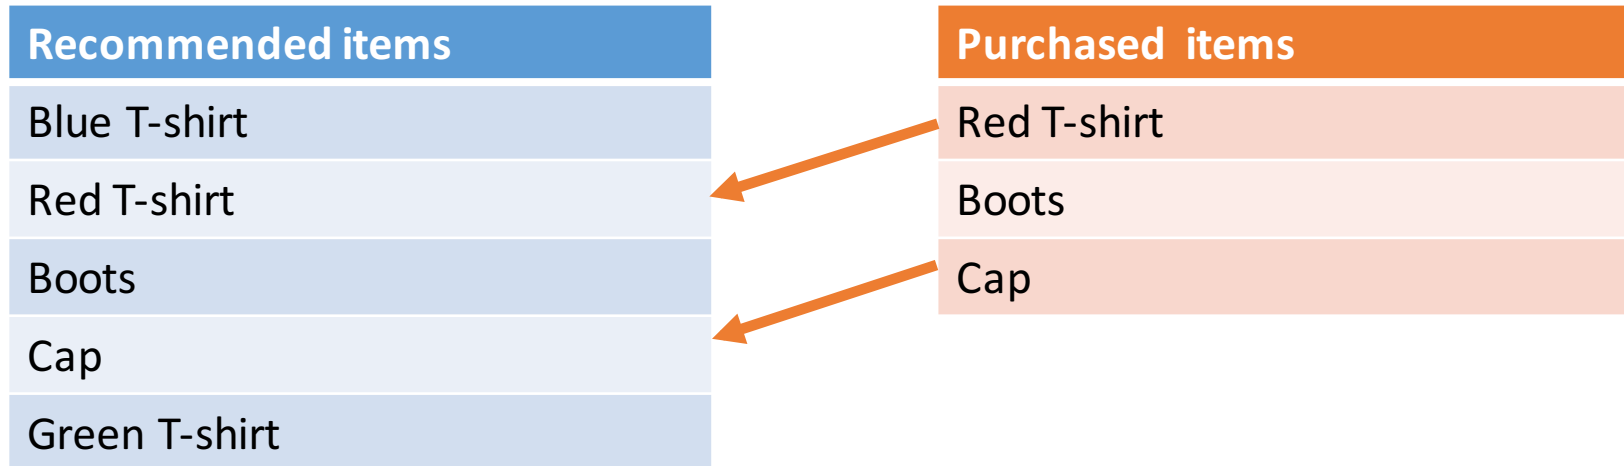 Recommended items
Blue T-shirt
Red T-shirt
Boots
Cap
Green T-shirt
Purchased items
Red T-shirt
Boots
Cap